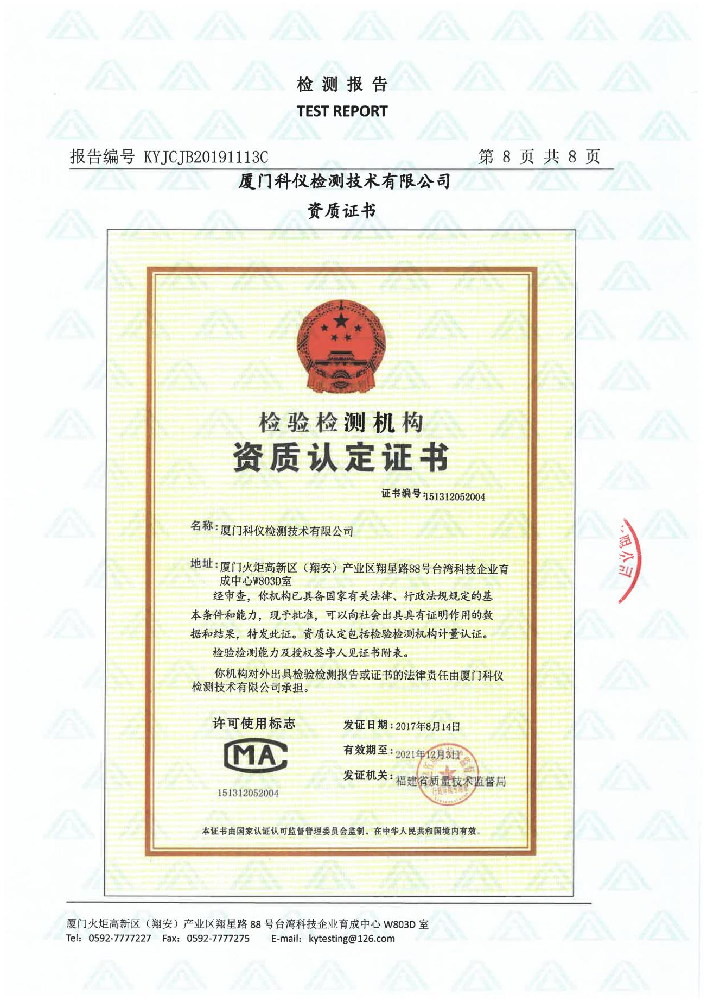 检测报告
TEST REPORT
报告编号 KYJCJB20191113C 第 8 页 共 8 页
厦门科仪检测技术有限公司
资质证书
检验检测机构
资质认定证书
证书编号:151312052004
名称:厦门科仪检测技术有限公司
地址:厦门火炬高新区（翔安）产业区翔星路88号台湾科技企业育
成中心W803D室
经审查，你机构已具备国家有关法律、行政法规规定的基
本条件和能力，现予批准，可以向社会出具具有证明作用的数
据和结果，特发此证。资质认定包括检验检测机构计量认证。
检验检测能力及授权签字人见证书附表。
你机构对外出具检验检测报告或证书的法律责任由厦门科仪
检测技术有限公司承担。
许可使用标志
MA
151312052004
发证日期:2017年8月14日
有效期至:2021年12月3日
发证机关:福建省质量技术监督局
本证书由国家认证认可监督管理委员会监制，在中华人民共和国境内有效。
限公司
厦门火炬高新区（翔安）产业区翔星路 88 号台湾科技企业育成中心 W803D 室
Tel: 0592-7777227 Fax: 0592-7777275 E-mail: kytesting@126.com